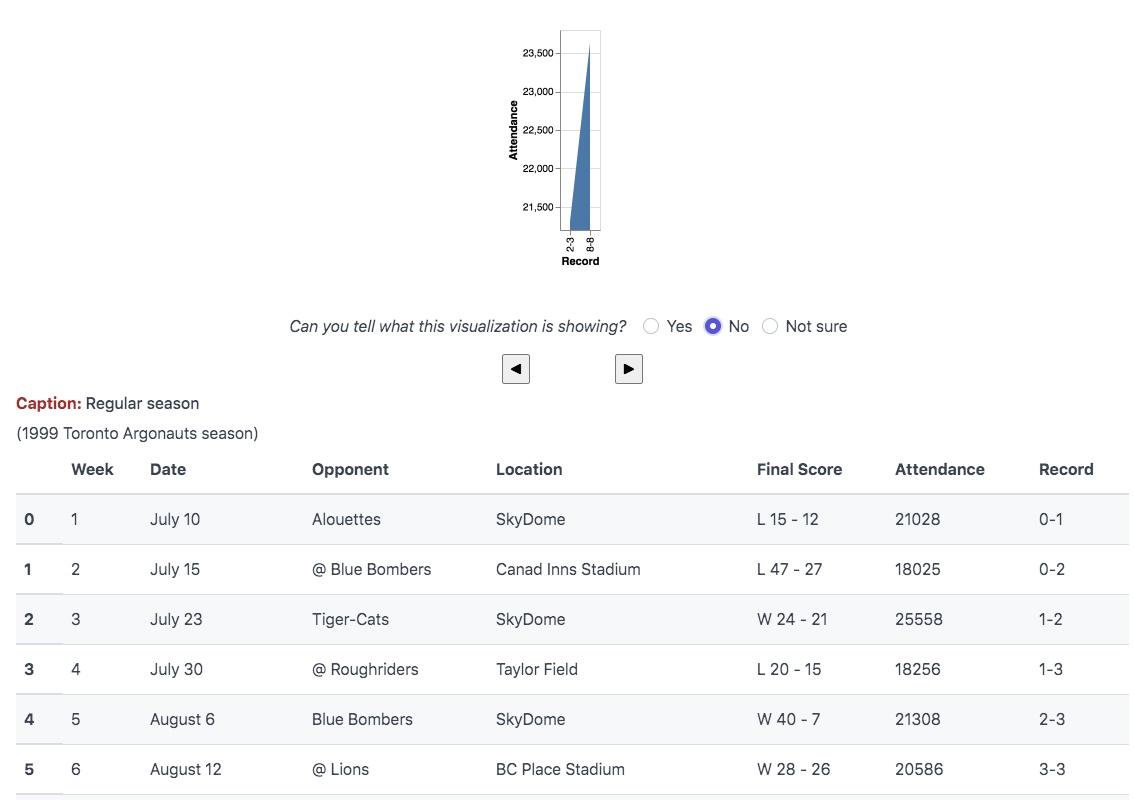 23,500
23,000
22,500
22,000
21,500
Attendance
2-3
8-8
Record
Can you tell what this visualization is showing? Yes No Not sure
◀ ▶
Caption: Regular season
(1999 Toronto Argonauts season)
Week Date Opponent Location Final Score Attendance Record
0 1 July 10 Alouettes SkyDome L 15 - 12 21028 0-1
1 2 July 15 @ Blue Bombers Canad Inns Stadium L 47 - 27 18025 0-2
2 3 July 23 Tiger-Cats SkyDome W 24 - 21 25558 1-2
3 4 July 30 @ Roughriders Taylor Field L 20 - 15 18256 1-3
4 5 August 6 Blue Bombers SkyDome W 40 - 7 21308 2-3
5 6 August 12 @ Lions BC Place Stadium W 28 - 26 20586 3-3